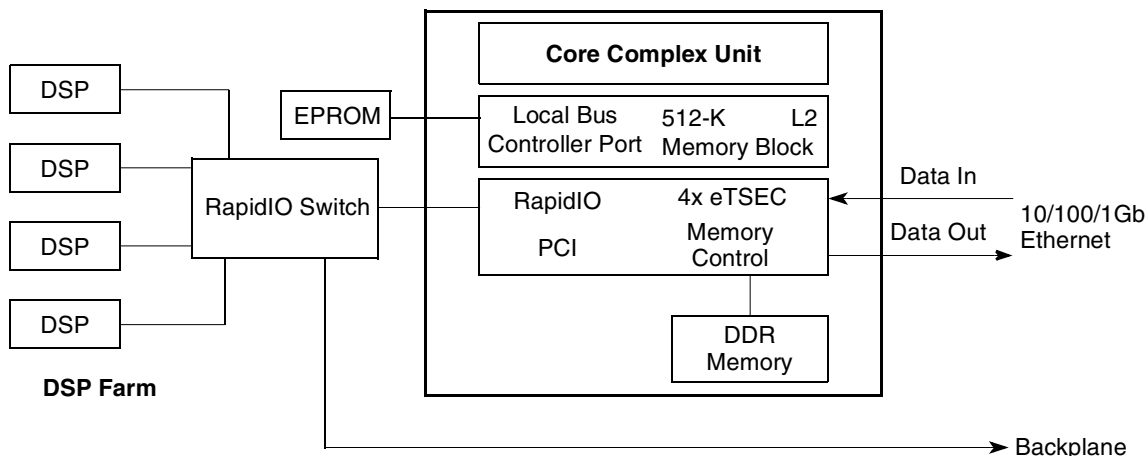 Core Complex Unit
DSP
DSP
DSP
DSP
DSP Farm
EPROM
RapidIO Switch
Local Bus
Controller Port
512-K L2
Memory Block
RapidIO
4x eTSEC
PCI
Memory
Control
DDR
Memory
Data In
Data Out
10/100/1Gb
Ethernet
Backplane